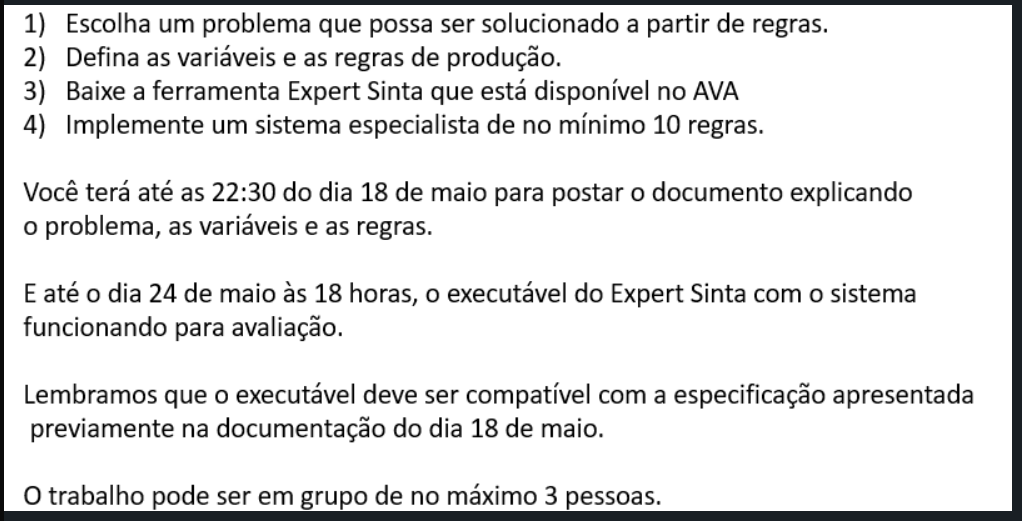 1) Escolha um problema que possa ser solucionado a partir de regras.
2) Defina as variáveis e as regras de produção.
3) Baixe a ferramenta Expert Sinta que está disponível no AVA
4) Implemente um sistema especialista de no mínimo 10 regras.
Você terá até as 22:30 do dia 18 de maio para postar o documento explicando
o problema, as variáveis e as regras.
E até o dia 24 de maio às 18 horas, o executável do Expert Sinta com o sistema
funcionando para avaliação.
Lembramos que o executável deve ser compatível com a especificação apresentada
previamente na documentação do dia 18 de maio.
O trabalho pode ser em grupo de no máximo 3 pessoas.